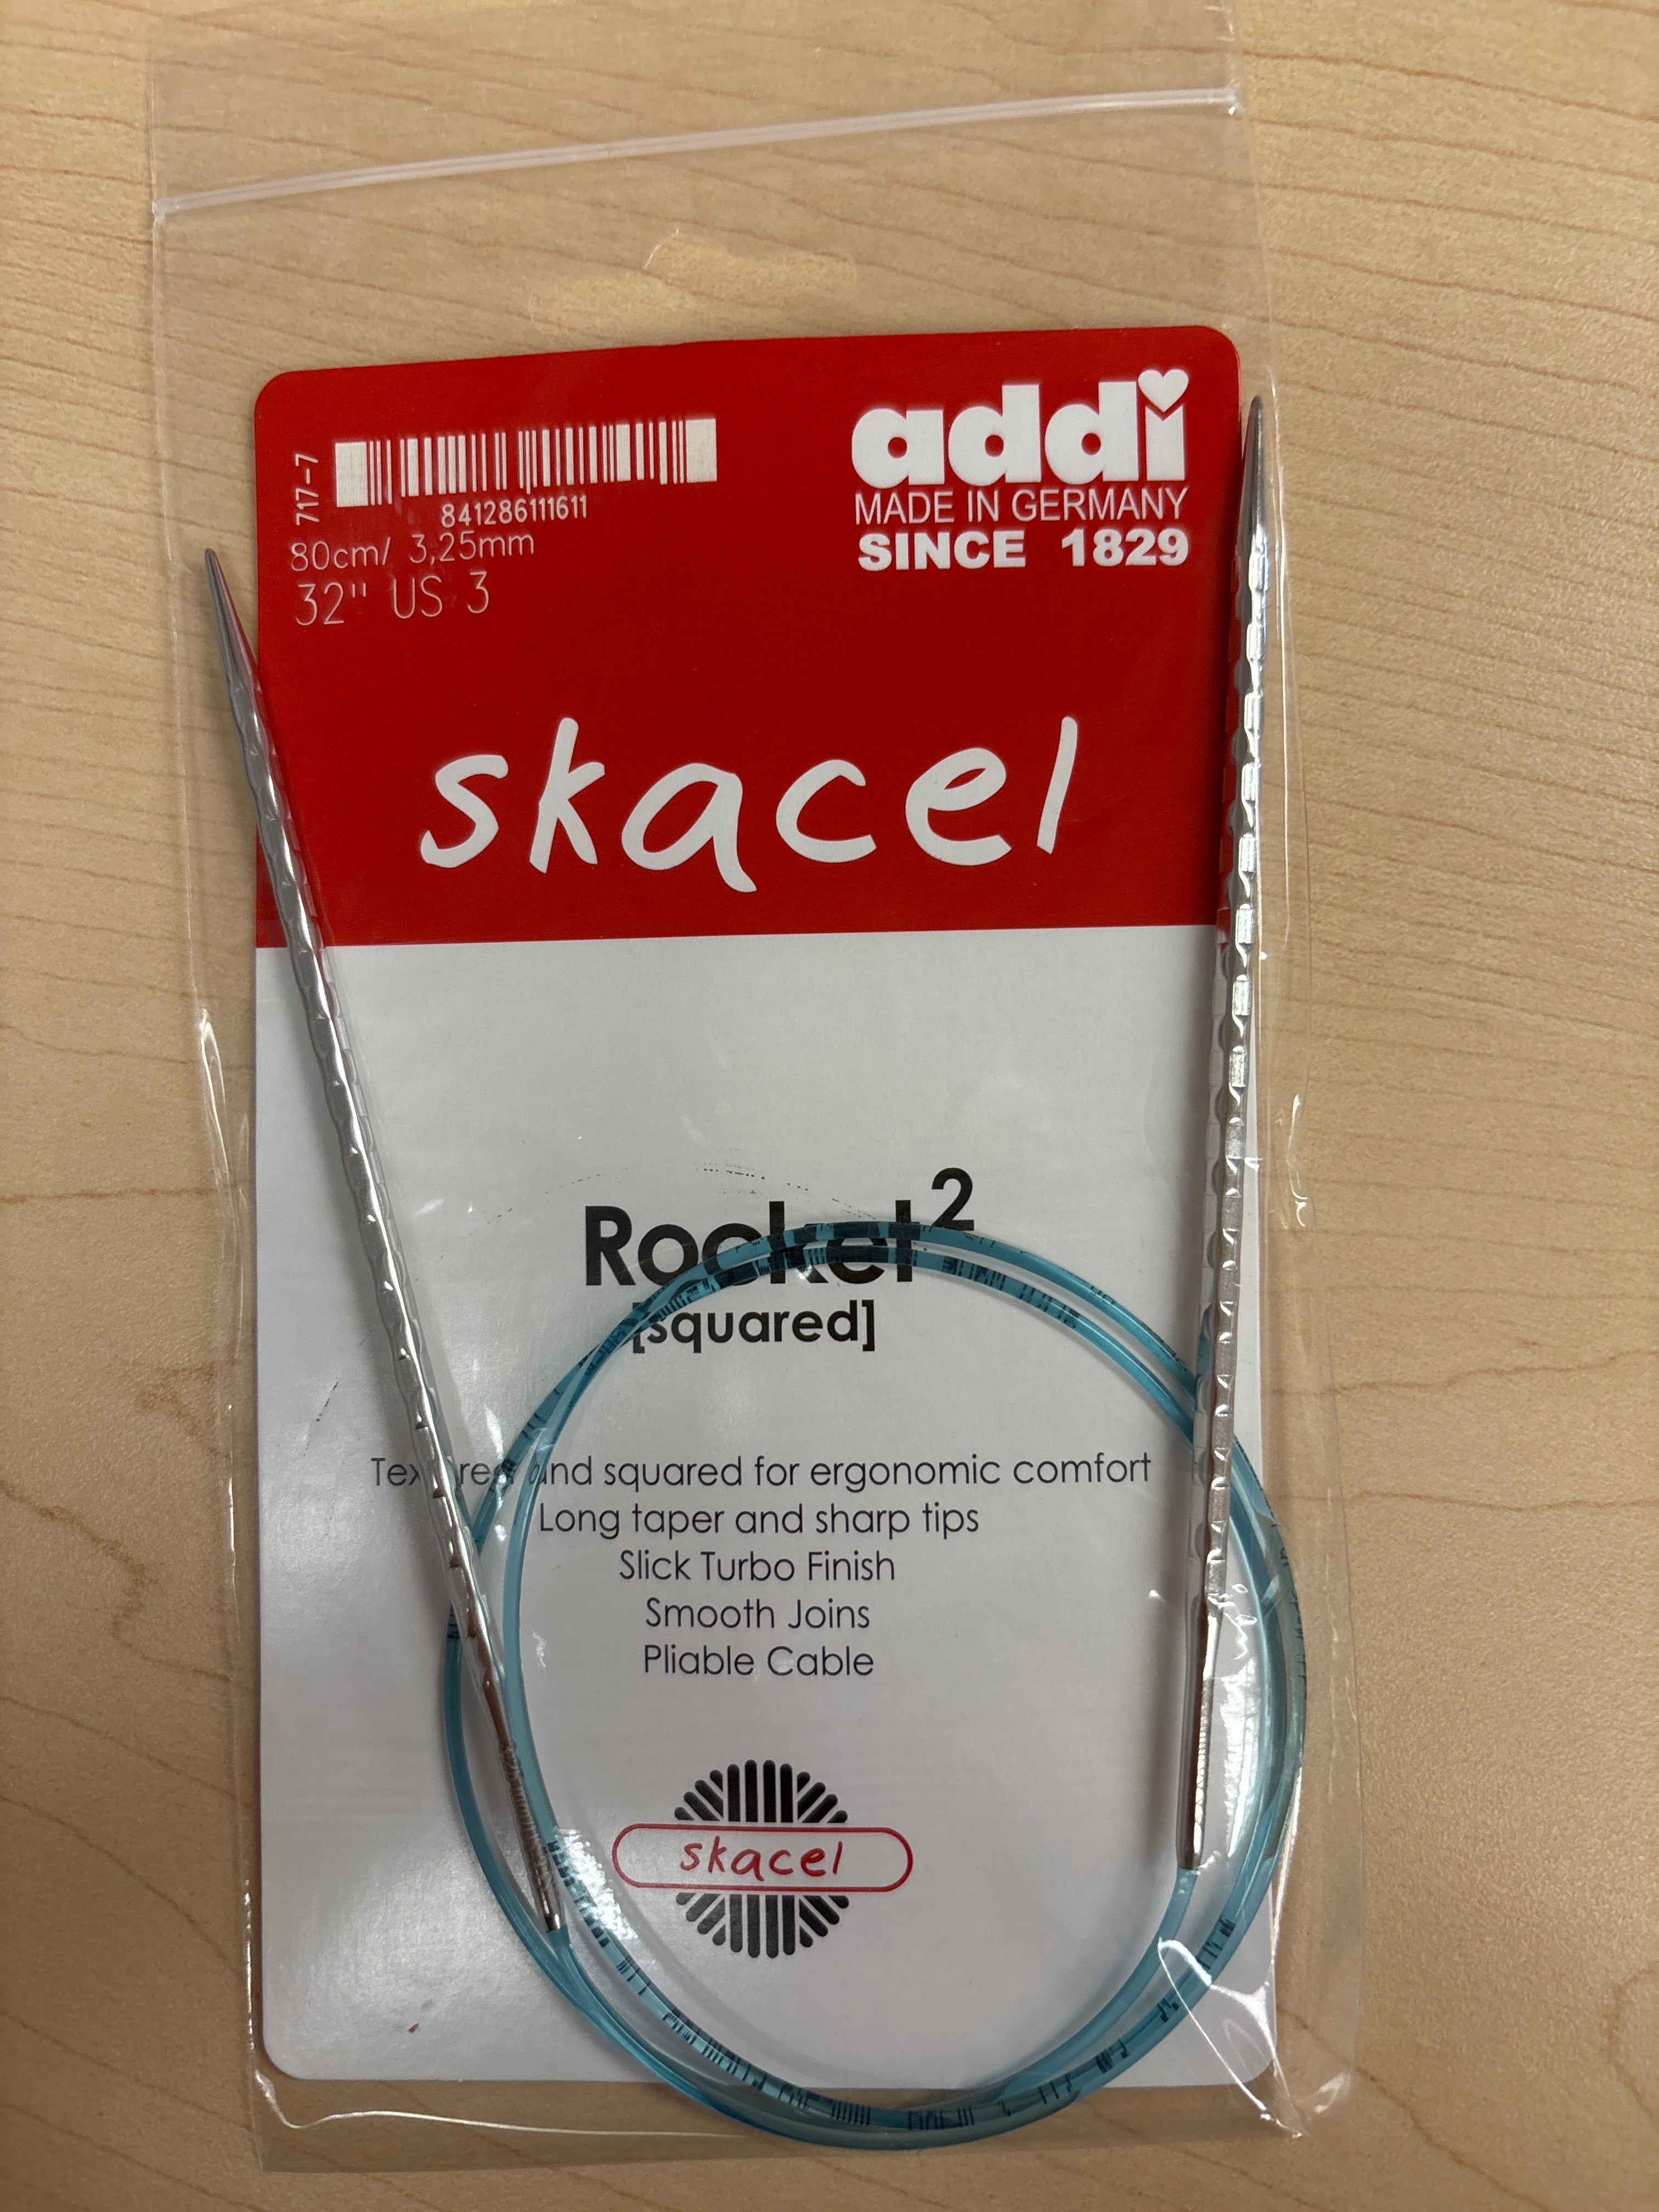 717-7
841286111611
80cm/ 3,25mm
32" US 3
addi
MADE IN GERMANY
SINCE 1829
skacel
Rocket²
[squared]
and squared for ergonomic comfort
Long taper and sharp tips
Slick Turbo Finish
Smooth Joins
Pliable Cable
skacel